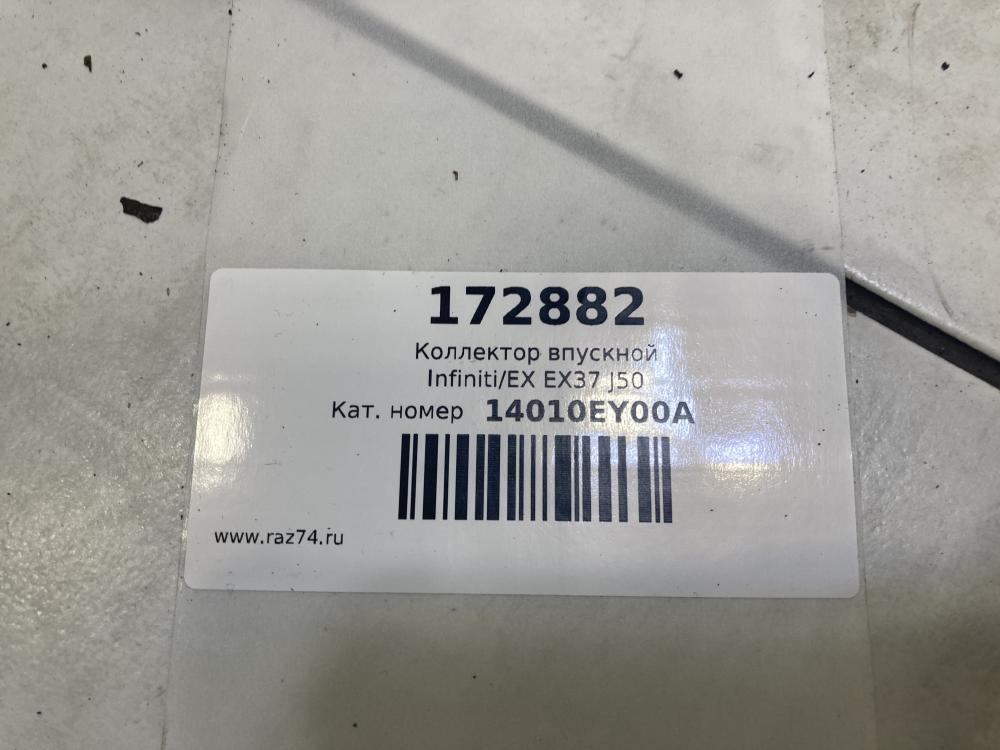 172882
Коллектор впускной
Infiniti/EX EX37 J50
Кат. номер 14010EY00A
www.raz74.ru